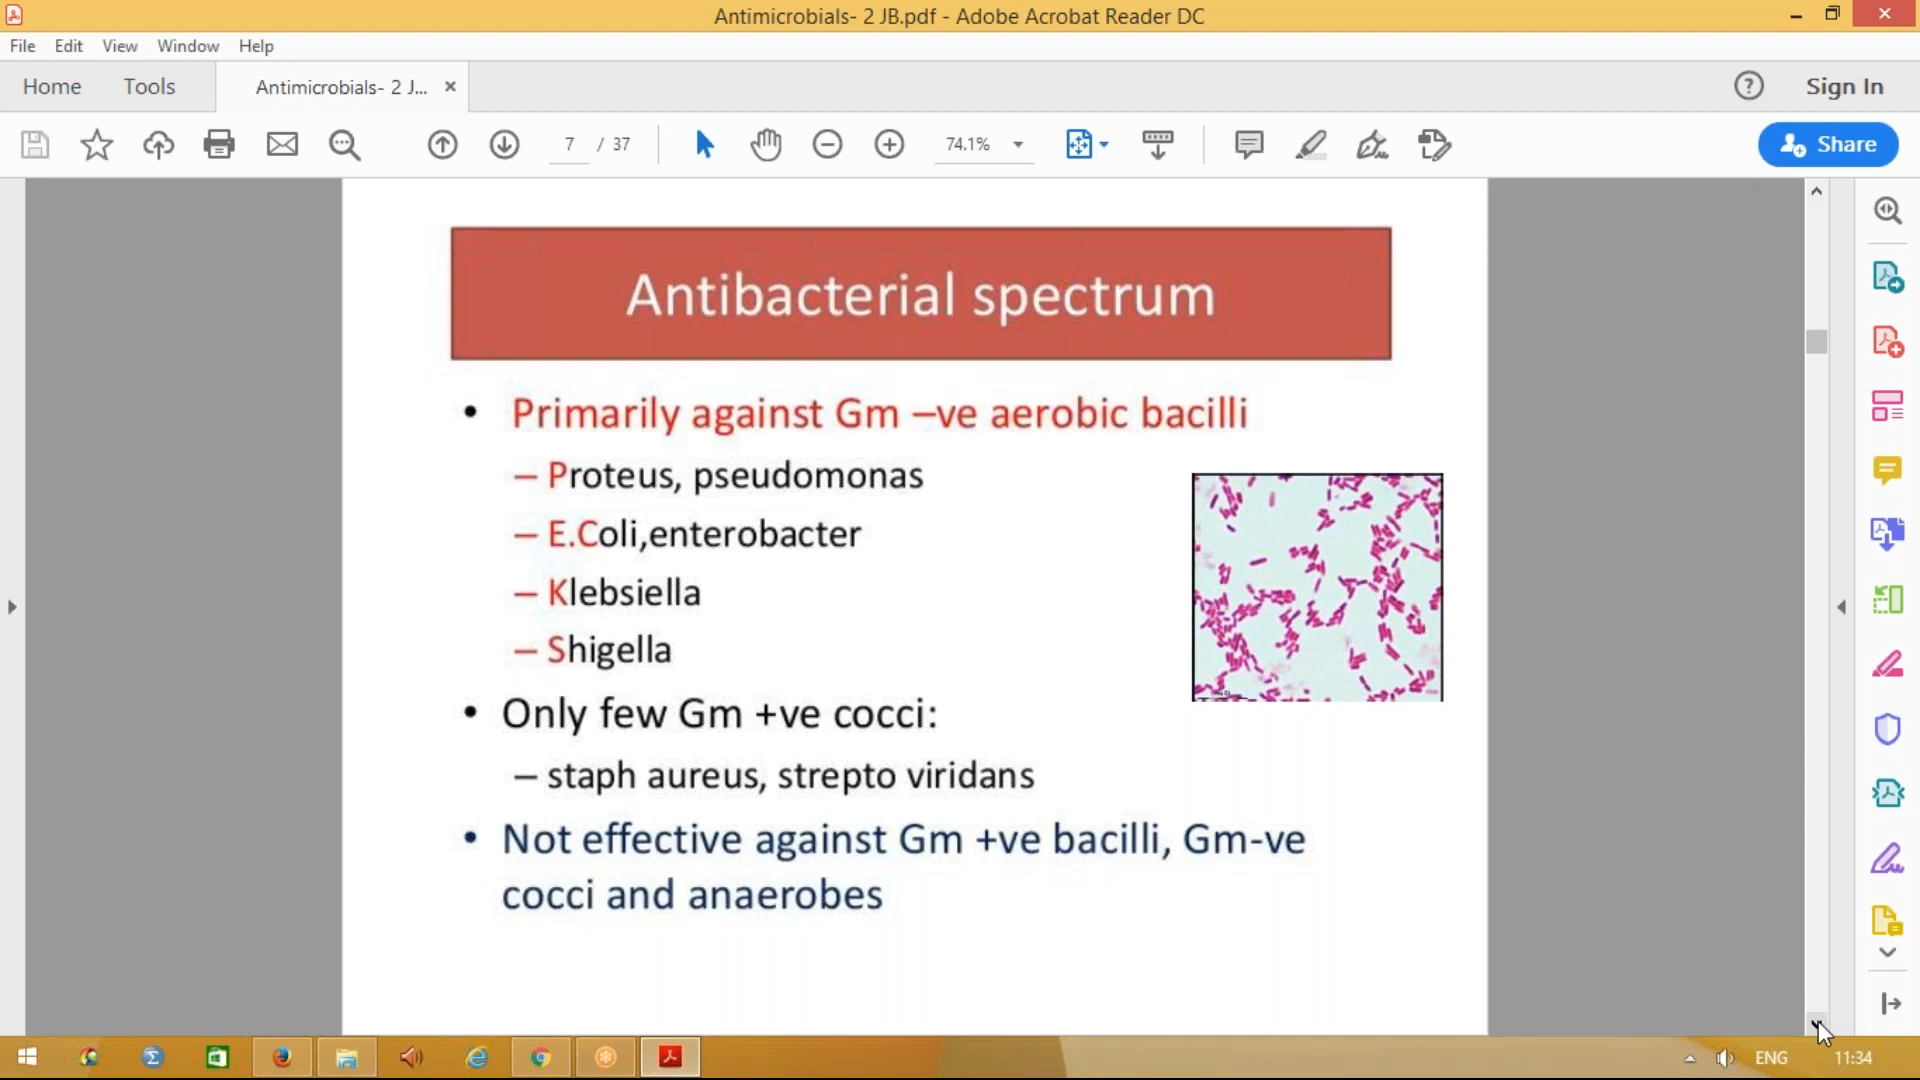 Antimicrobials- 2 JB.pdf - Adobe Acrobat Reader DC
File Edit View Window Help
Home Tools Antimicrobials- 2 J... Sign In
7 / 37 74.1% Share
Antibacterial spectrum
• Primarily against Gm –ve aerobic bacilli
– Proteus, pseudomonas
– E.Coli,enterobacter
– Klebsiella
– Shigella
• Only few Gm +ve cocci:
– staph aureus, strepto viridans
• Not effective against Gm +ve bacilli, Gm-ve
cocci and anaerobes
ENG 11:34